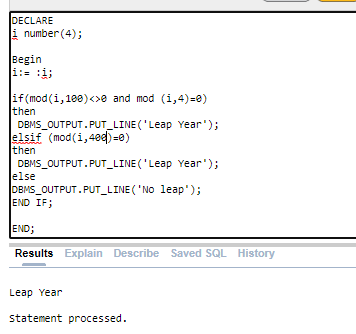 DECLARE
i number(4);
Begin
i:= :i;
if(mod(i,100)<>0 and mod (i,4)=0)
then
DBMS_OUTPUT.PUT_LINE('Leap Year');
elsif (mod(i,400)=0)
then
DBMS_OUTPUT.PUT_LINE('Leap Year');
else
DBMS_OUTPUT.PUT_LINE('No leap');
END IF;
END;
Results Explain Describe Saved SQL History
Leap Year
Statement processed.